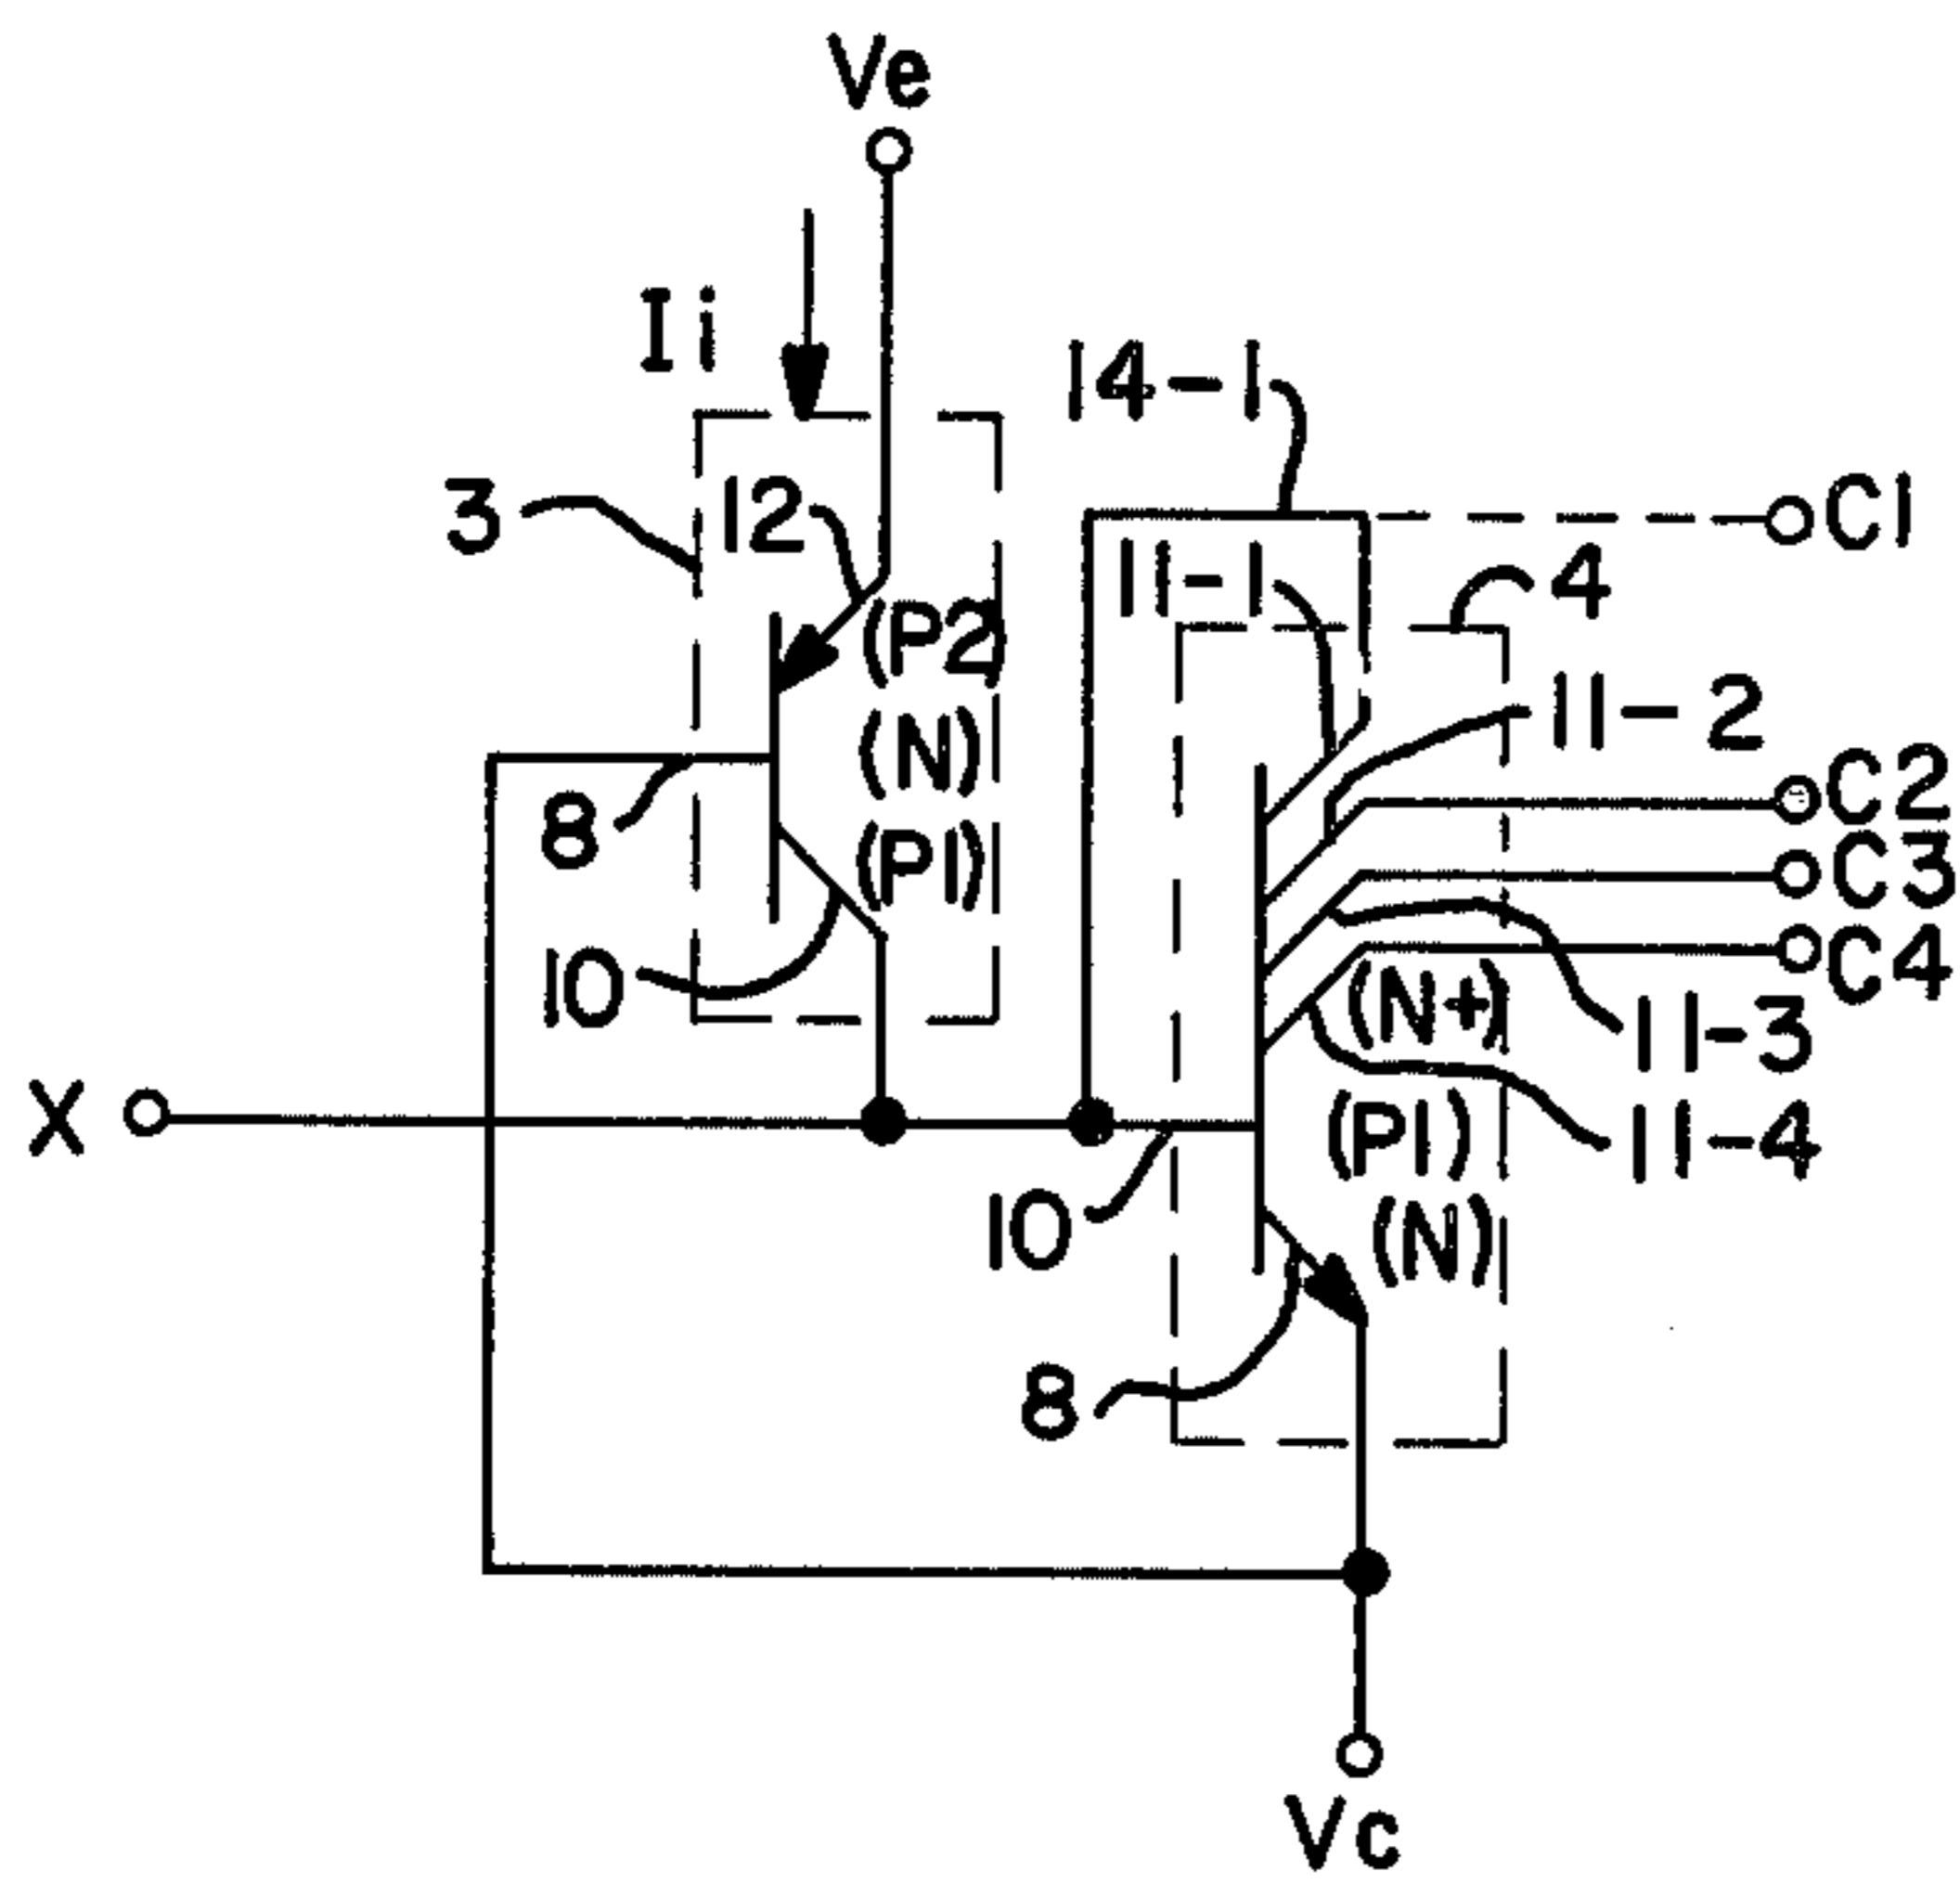 Ve
Ii
14-1
3
12
C1
11-1
4
(P2)
11-2
(N)
C2
8
(P1)
C3
10
C4
(N+)
11-3
X
(P1)
11-4
10
(N)
8
Vc